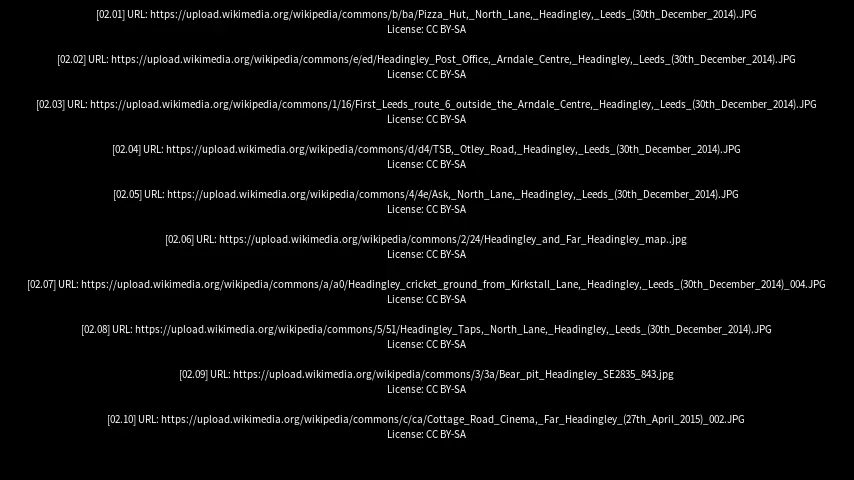 [02.01] URL: https://upload.wikimedia.org/wikipedia/commons/b/ba/Pizza_Hut,_North_Lane,_Headingley,_Leeds_(30th_December_2014).JPG
License: CC BY-SA
[02.02] URL: https://upload.wikimedia.org/wikipedia/commons/e/ed/Headingley_Post_Office,_Arndale_Centre,_Headingley,_Leeds_(30th_December_2014).JPG
License: CC BY-SA
[02.03] URL: https://upload.wikimedia.org/wikipedia/commons/1/16/First_Leeds_route_6_outside_the_Arndale_Centre,_Headingley,_Leeds_(30th_December_2014).JPG
License: CC BY-SA
[02.04] URL: https://upload.wikimedia.org/wikipedia/commons/d/d4/TSB,_Otley_Road,_Headingley,_Leeds_(30th_December_2014).JPG
License: CC BY-SA
[02.05] URL: https://upload.wikimedia.org/wikipedia/commons/4/4e/Ask,_North_Lane,_Headingley,_Leeds_(30th_December_2014).JPG
License: CC BY-SA
[02.06] URL: https://upload.wikimedia.org/wikipedia/commons/2/24/Headingley_and_Far_Headingley_map..jpg
License: CC BY-SA
[02.07] URL: https://upload.wikimedia.org/wikipedia/commons/a/a0/Headingley_cricket_ground_from_Kirkstall_Lane,_Headingley,_Leeds_(30th_December_2014)_004.JPG
License: CC BY-SA
[02.08] URL: https://upload.wikimedia.org/wikipedia/commons/5/51/Headingley_Taps,_North_Lane,_Headingley,_Leeds_(30th_December_2014).JPG
License: CC BY-SA
[02.09] URL: https://upload.wikimedia.org/wikipedia/commons/3/3a/Bear_pit_Headingley_SE2835_843.jpg
License: CC BY-SA
[02.10] URL: https://upload.wikimedia.org/wikipedia/commons/c/ca/Cottage_Road_Cinema,_Far_Headingley_(27th_April_2015)_002.JPG
License: CC BY-SA